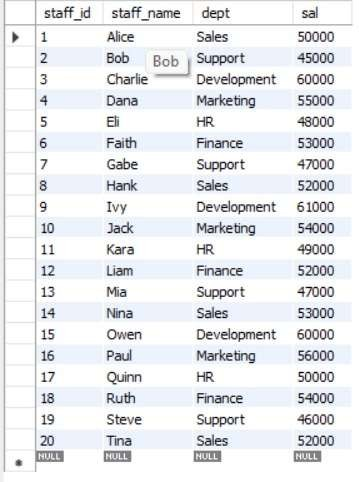 staff_id staff_name dept sal
1 Alice Sales 50000
2 Bob Bob Support 45000
3 Charlie Development 60000
4 Dana Marketing 55000
5 Eli HR 48000
6 Faith Finance 53000
7 Gabe Support 47000
8 Hank Sales 52000
9 Ivy Development 61000
10 Jack Marketing 54000
11 Kara HR 49000
12 Liam Finance 52000
13 Mia Support 47000
14 Nina Sales 53000
15 Owen Development 60000
16 Paul Marketing 56000
17 Quinn HR 50000
18 Ruth Finance 54000
19 Steve Support 46000
20 Tina Sales 52000
NULL NULL NULL NULL